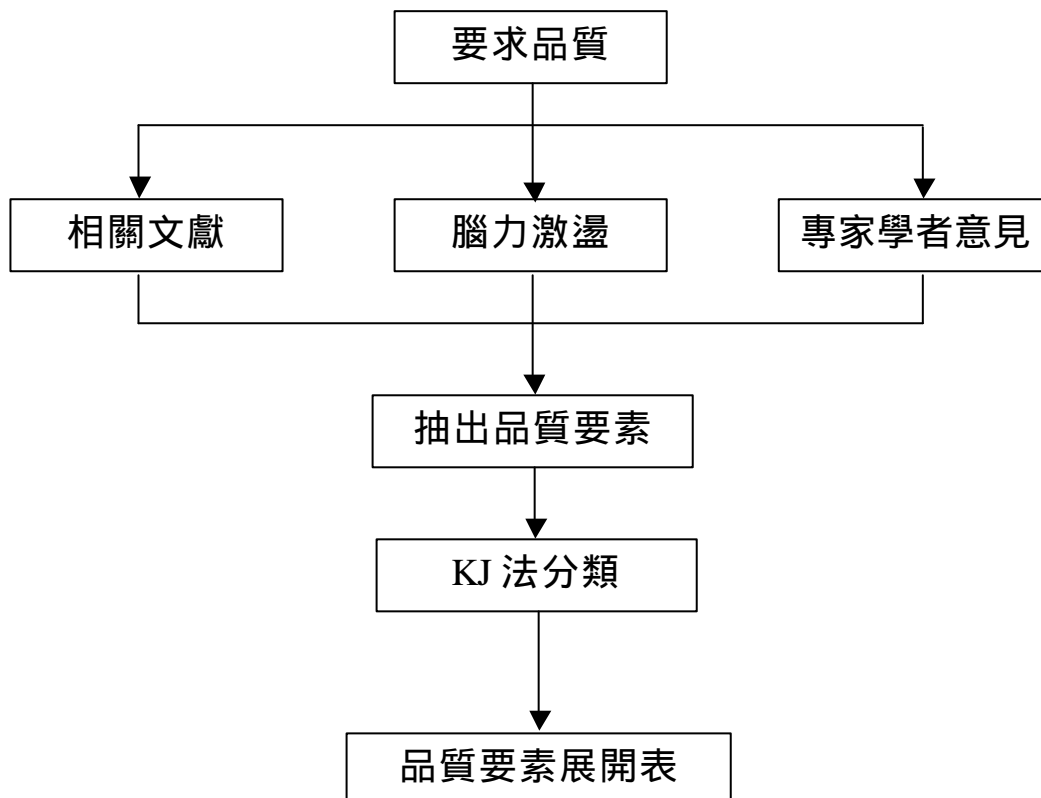 要求品質
相關文獻
腦力激盪
專家學者意見
抽出品質要素
KJ 法分類
品質要素展開表